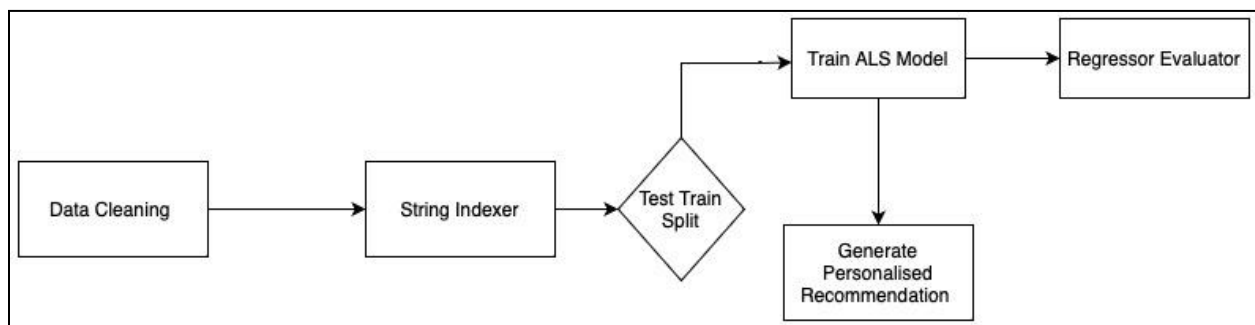 Data Cleaning
String Indexer
Test Train
Split
Train ALS Model
Regressor Evaluator
Generate
Personalised
Recommendation